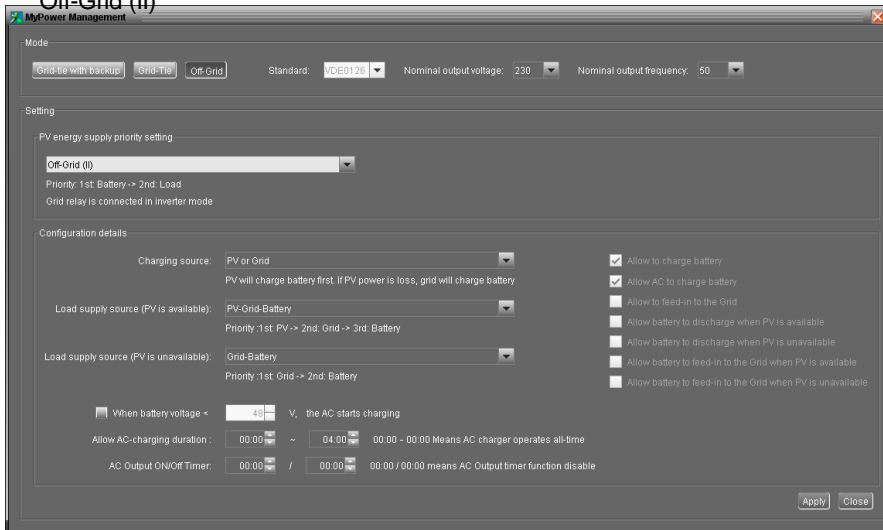 Off-Grid (II)
MyPower Management
Mode
Grid-tie with backup Grid-Tie Off-Grid Standard: VDE0126 Nominal output voltage: 230 Nominal output frequency: 50
Setting
PV energy supply priority setting
Off-Grid (II)
Priority: 1st: Battery -> 2nd: Load
Grid relay is connected in inverter mode
Configuration details
Charging source: PV or Grid
PV will charge battery first. If PV power is loss, grid will charge battery
Load supply source (PV is available): PV-Grid-Battery
Priority :1st: PV -> 2nd: Grid -> 3rd: Battery
Load supply source (PV is unavailable): Grid-Battery
Priority :1st: Grid -> 2nd: Battery
Allow to charge battery
Allow AC to charge battery
Allow to feed-in to the Grid
Allow battery to discharge when PV is available
Allow battery to discharge when PV is unavailable
Allow battery to feed-in to the Grid when PV is available
Allow battery to feed-in to the Grid when PV is unavailable
When battery voltage < 48 V, the AC starts charging
Allow AC-charging duration : 00:00 ~ 04:00 00:00 - 00:00 Means AC charger operates all-time
AC Output ON/Off Timer: 00:00 / 00:00 00:00 / 00:00 means AC Output timer function disable
Apply Close